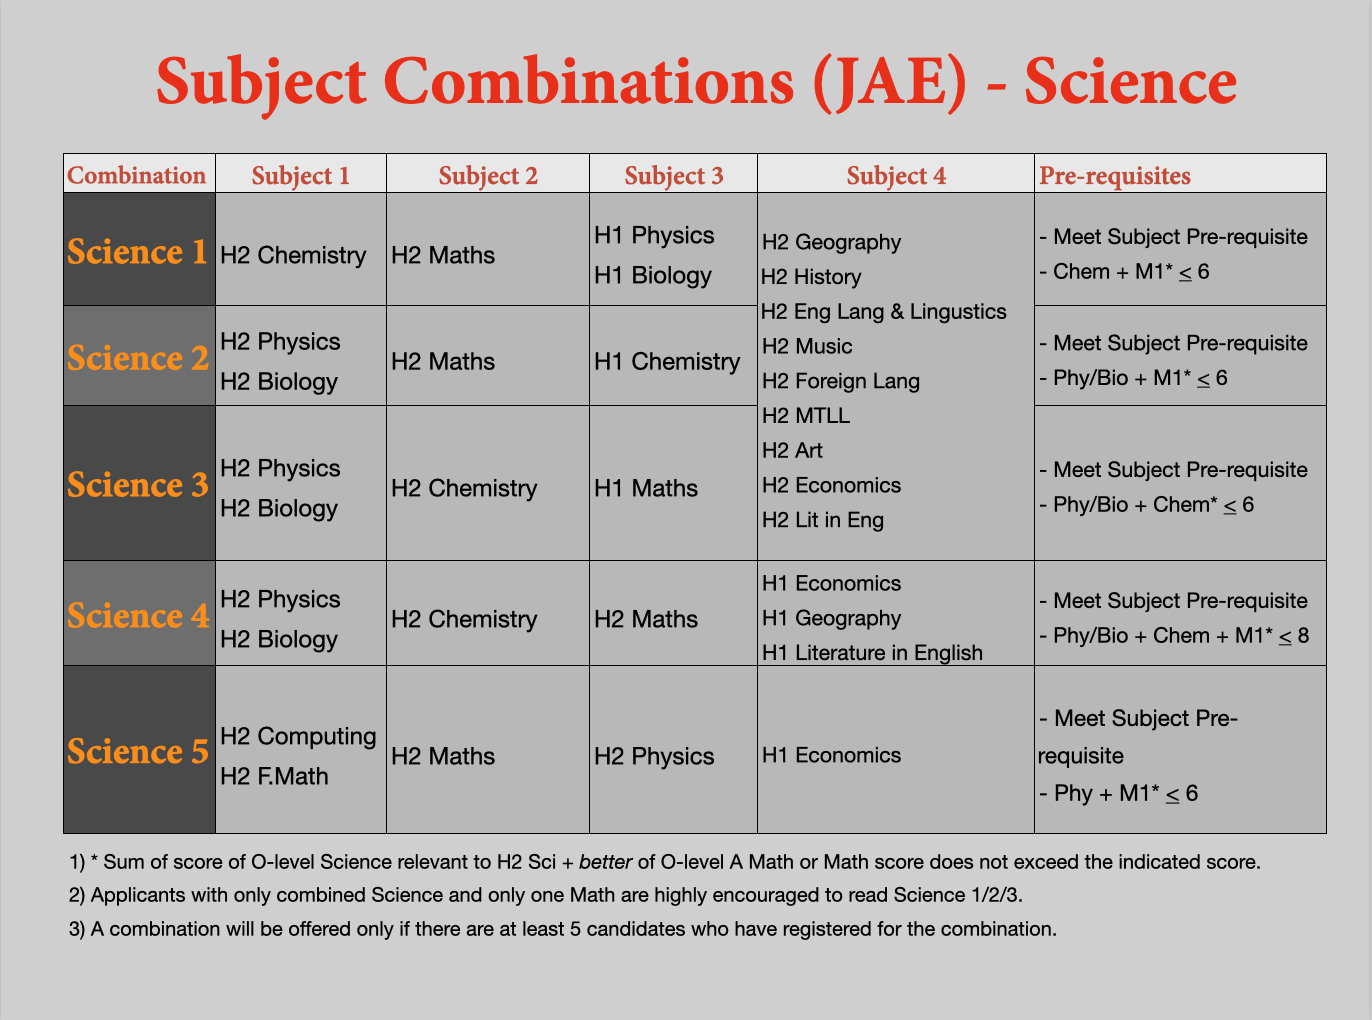 Subject Combinations (JAE) - Science
Combination Subject 1 Subject 2 Subject 3 Subject 4 Pre-requisites
Science 1
H2 Chemistry
H2 Maths
H1 Physics
H1 Biology
H2 Geography
H2 History
H2 Eng Lang & Lingustics
H2 Music
H2 Foreign Lang
H2 MTLL
H2 Art
H2 Economics
H2 Lit in Eng
- Meet Subject Pre-requisite
- Chem + M1* ≤ 6
Science 2
H2 Physics
H2 Biology
H2 Maths
H1 Chemistry
- Meet Subject Pre-requisite
- Phy/Bio + M1* ≤ 6
Science 3
H2 Physics
H2 Biology
H2 Chemistry
H1 Maths
- Meet Subject Pre-requisite
- Phy/Bio + Chem* ≤ 6
Science 4
H2 Physics
H2 Biology
H2 Chemistry
H2 Maths
H1 Economics
H1 Geography
H1 Literature in English
- Meet Subject Pre-requisite
- Phy/Bio + Chem + M1* ≤ 8
Science 5
H2 Computing
H2 F.Math
H2 Maths
H2 Physics
H1 Economics
- Meet Subject Pre-
requisite
- Phy + M1* ≤ 6
1) * Sum of score of O-level Science relevant to H2 Sci + better of O-level A Math or Math score does not exceed the indicated score.
2) Applicants with only combined Science and only one Math are highly encouraged to read Science 1/2/3.
3) A combination will be offered only if there are at least 5 candidates who have registered for the combination.